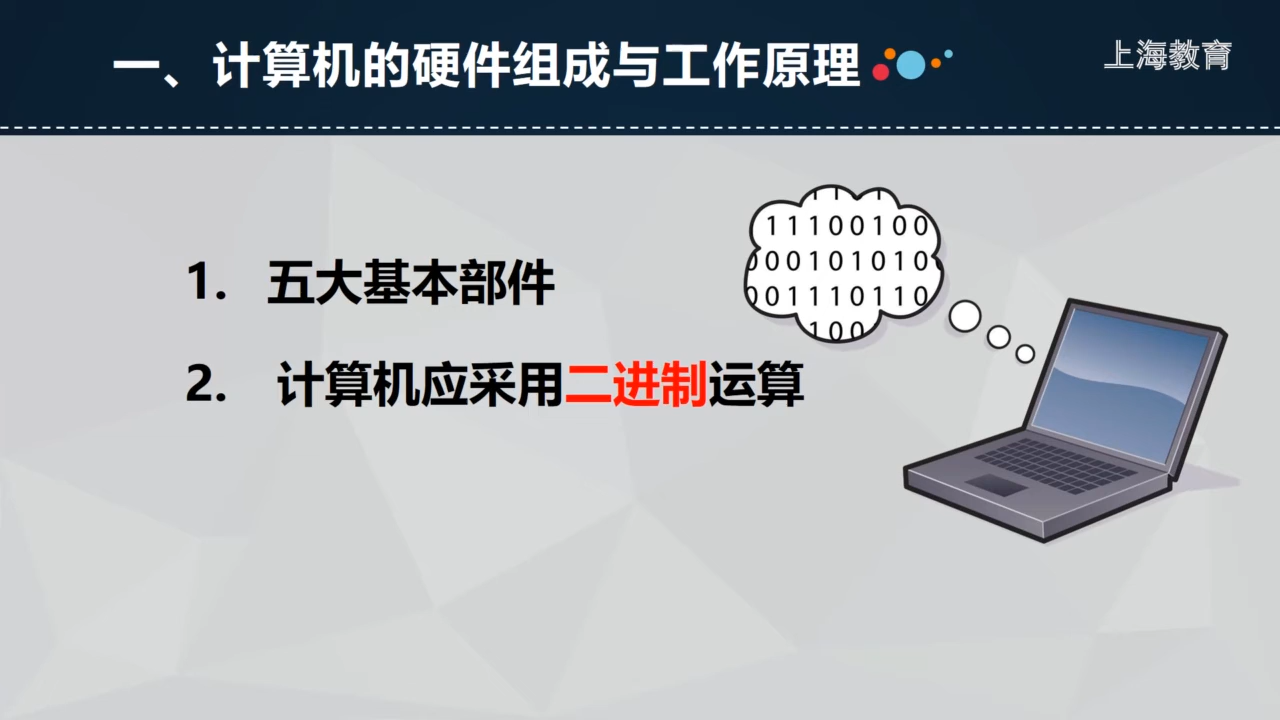 一、计算机的硬件组成与工作原理
上海教育
1. 五大基本部件
2. 计算机应采用二进制运算
11100100
00101010
001110110
100